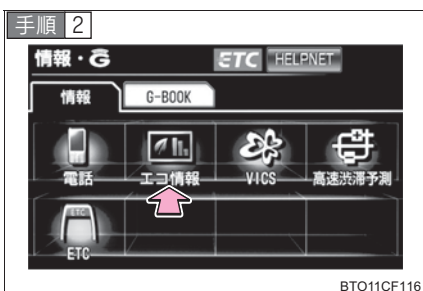 手順 2
情報・G ETC HELPNET
情報 G-BOOK
電話 エコ情報 VICS 高速渋滞予測
ETC
ETC
BTO11CF116